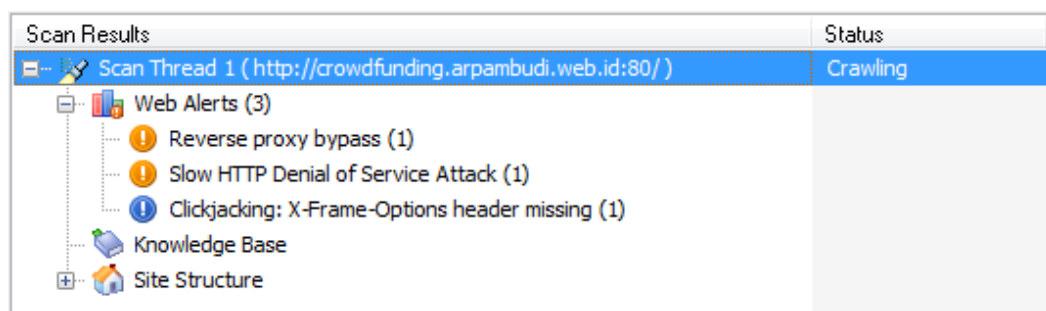 Scan Results Status
Scan Thread 1 ( http://crowdfunding.arpambudi.web.id:80/ ) Crawling
Web Alerts (3)
Reverse proxy bypass (1)
Slow HTTP Denial of Service Attack (1)
Clickjacking: X-Frame-Options header missing (1)
Knowledge Base
Site Structure